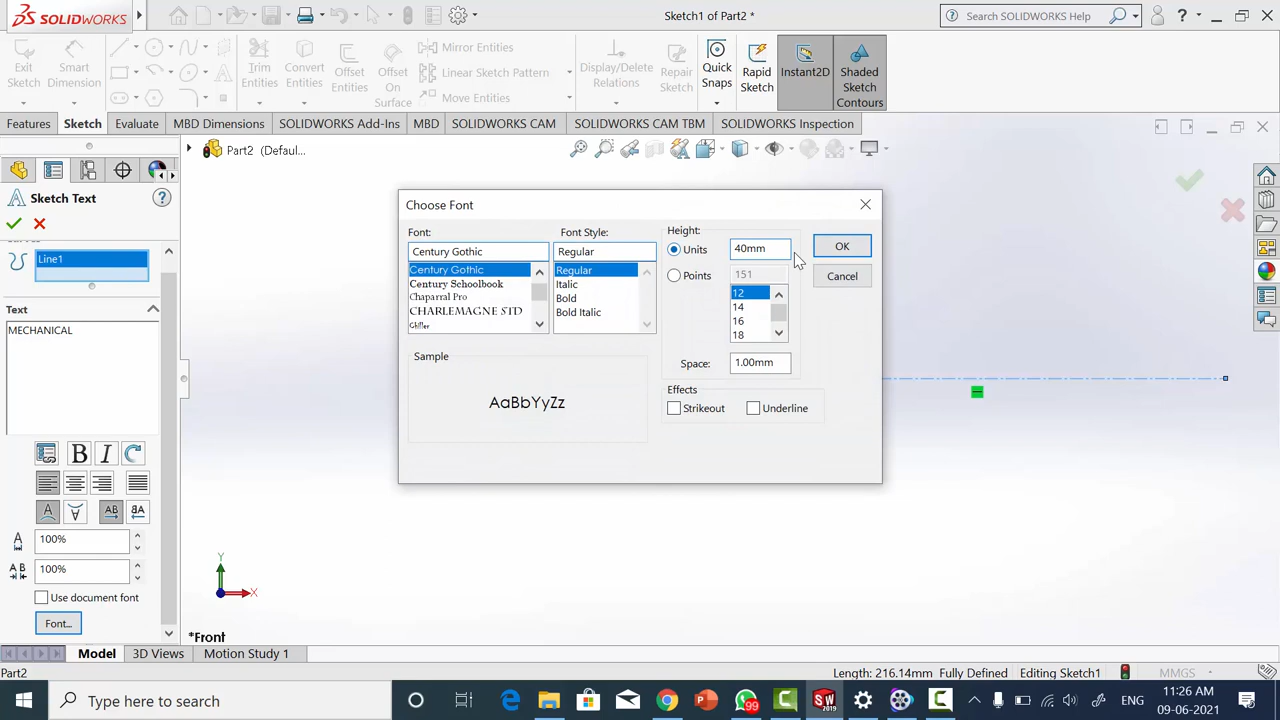 SOLIDWORKS
Sketch1 of Part2 *
Search SOLIDWORKS Help
?
Exit Sketch
Smart Dimension
Trim Entities
Convert Entities
Offset Entities
Offset On Surface
Mirror Entities
Linear Sketch Pattern
Move Entities
Display/Delete Relations
Repair Sketch
Quick Snaps
Rapid Sketch
Instant2D
Shaded Sketch Contours
Features
Sketch
Evaluate
MBD Dimensions
SOLIDWORKS Add-Ins
MBD
SOLIDWORKS CAM
SOLIDWORKS CAM TBM
SOLIDWORKS Inspection
Part2 (Defaul...
Sketch Text
Line1
Text
MECHANICAL
B I
AB
100%
AB
100%
Use document font
Font...
Choose Font
Font:
Century Gothic
Century Gothic
Century Schoolbook
Chaparral Pro
CHARLEMAGNE STD
Chiller
Font Style:
Regular
Regular
Italic
Bold
Bold Italic
Height:
Units
40mm
Points
151
12
14
16
18
Space:
1.00mm
OK
Cancel
Sample
AaBbYyZz
Effects
Strikeout
Underline
Y
X
*Front
Model
3D Views
Motion Study 1
Part2
Length: 216.14mm
Fully Defined
Editing Sketch1
MMGS
Type here to search
99
SW
2019
ENG
11:26 AM
09-06-2021